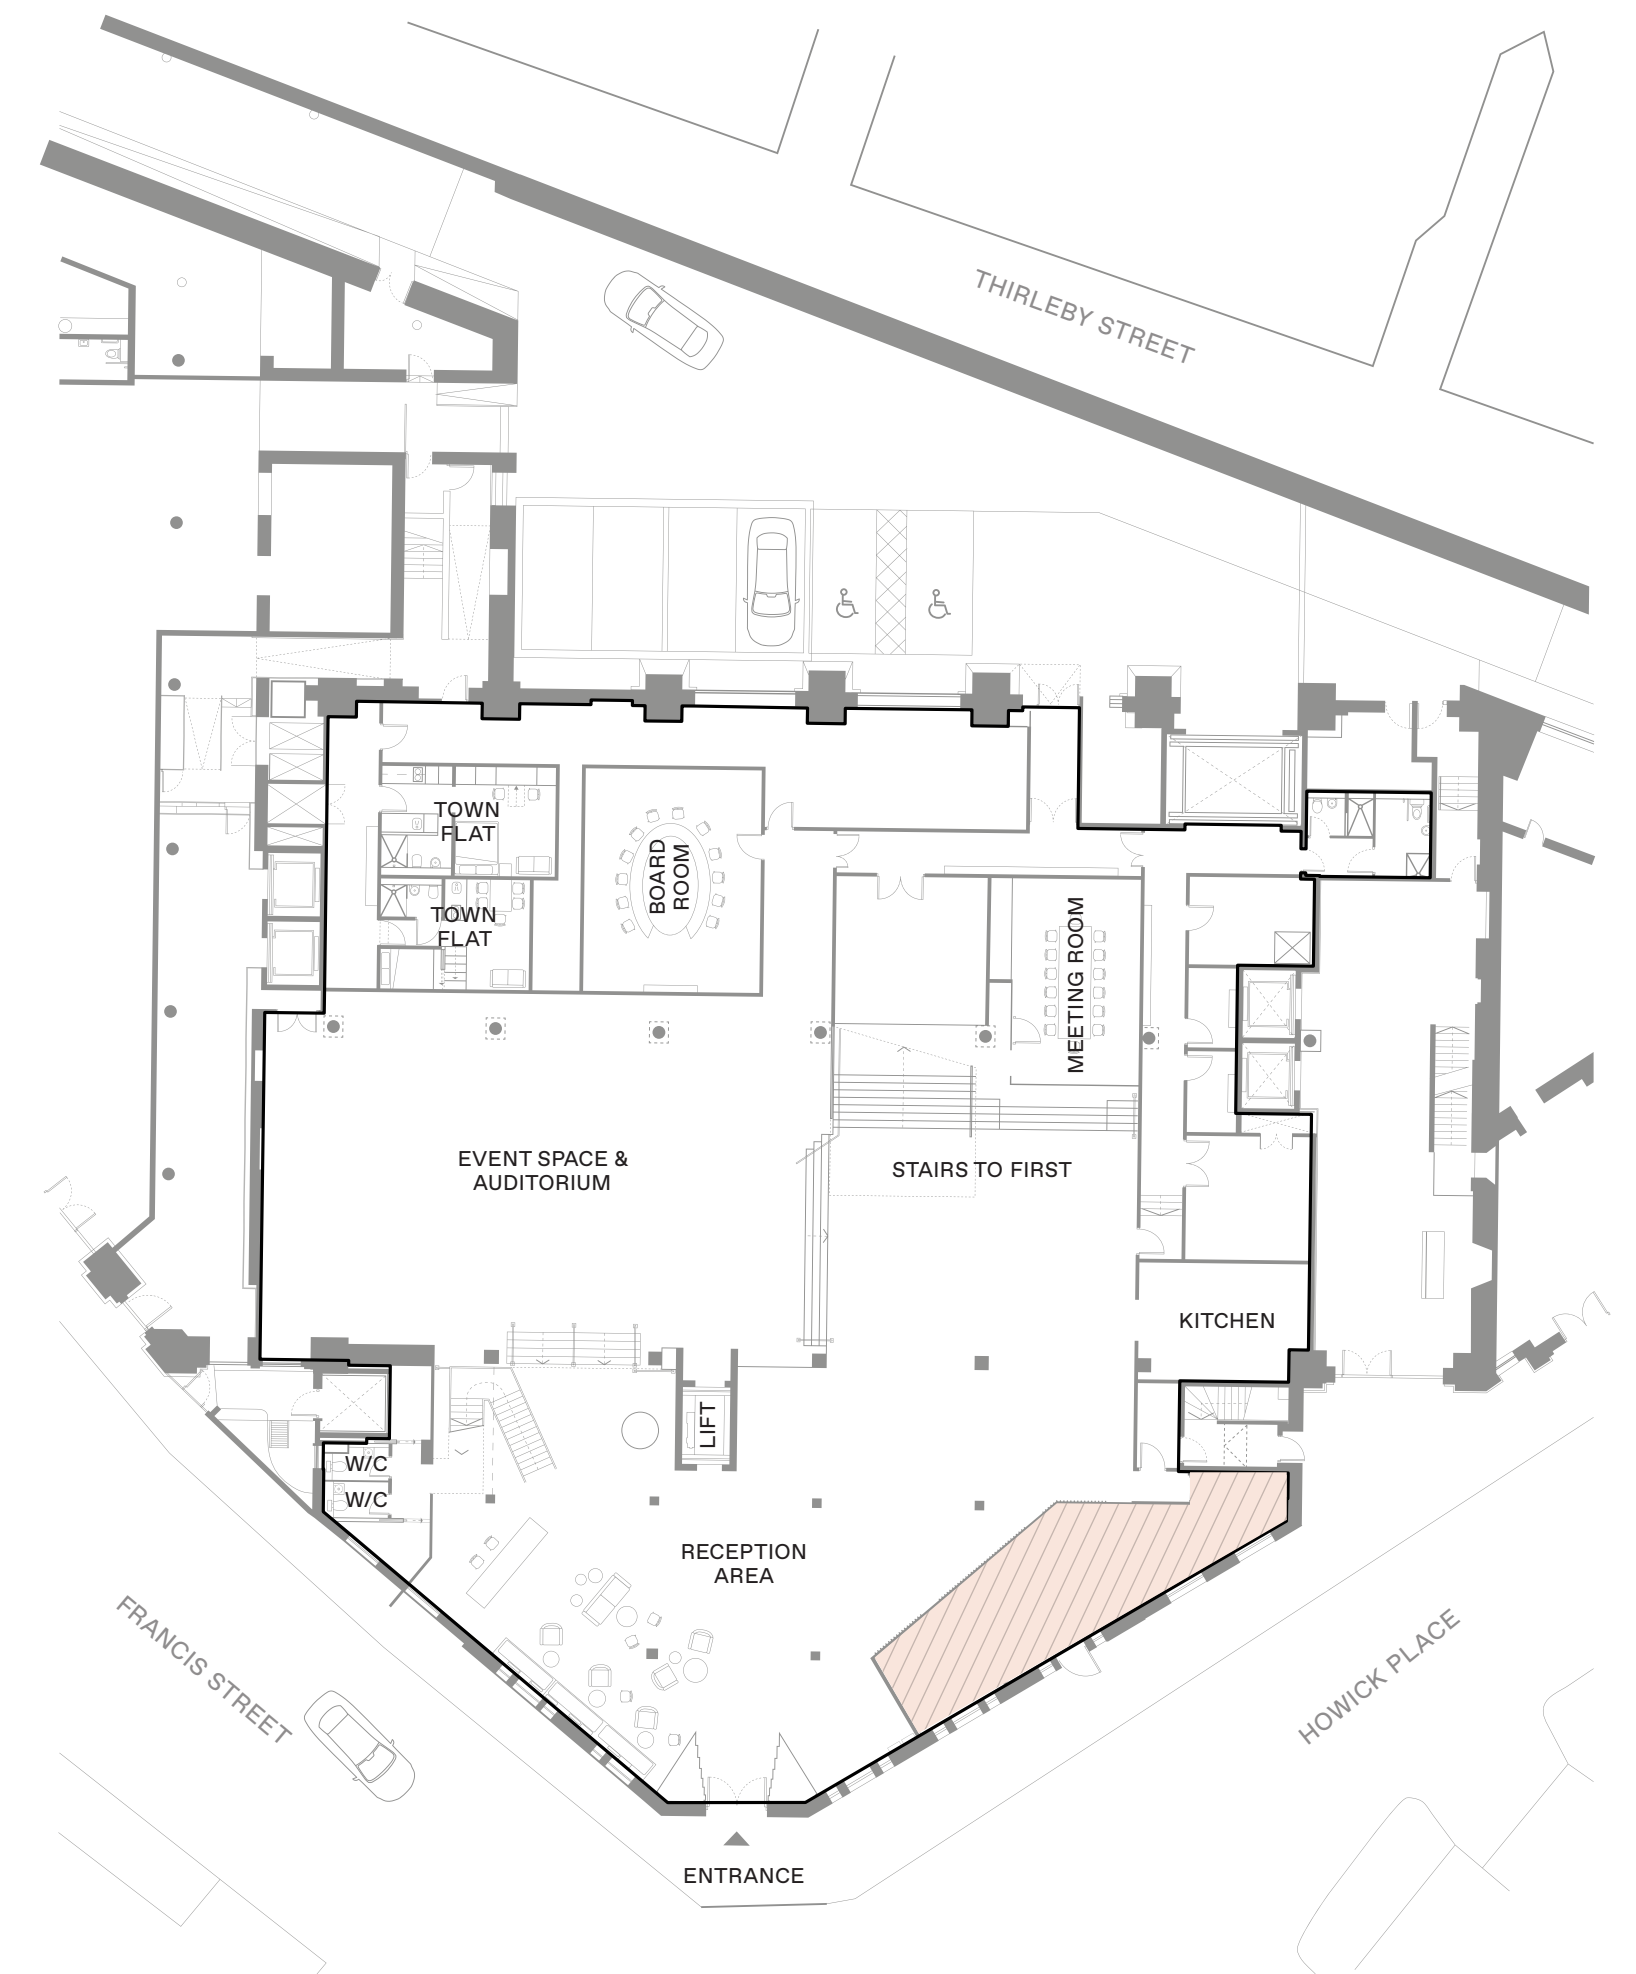 THIRLEBY STREET
TOWN
FLAT
TOWN
FLAT
BOARD
ROOM
MEETING ROOM
EVENT SPACE &
AUDITORIUM
STAIRS TO FIRST
KITCHEN
LIFT
W/C
W/C
RECEPTION
AREA
FRANCIS STREET
HOWICK PLACE
ENTRANCE